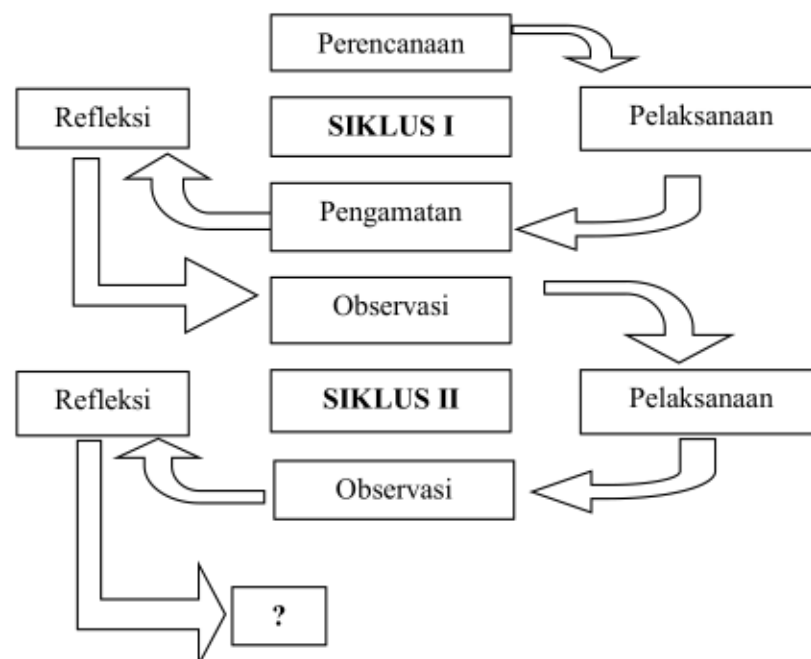 Perencanaan
Refleksi
SIKLUS I
Pelaksanaan
Pengamatan
Observasi
Refleksi
SIKLUS II
Pelaksanaan
Observasi
?